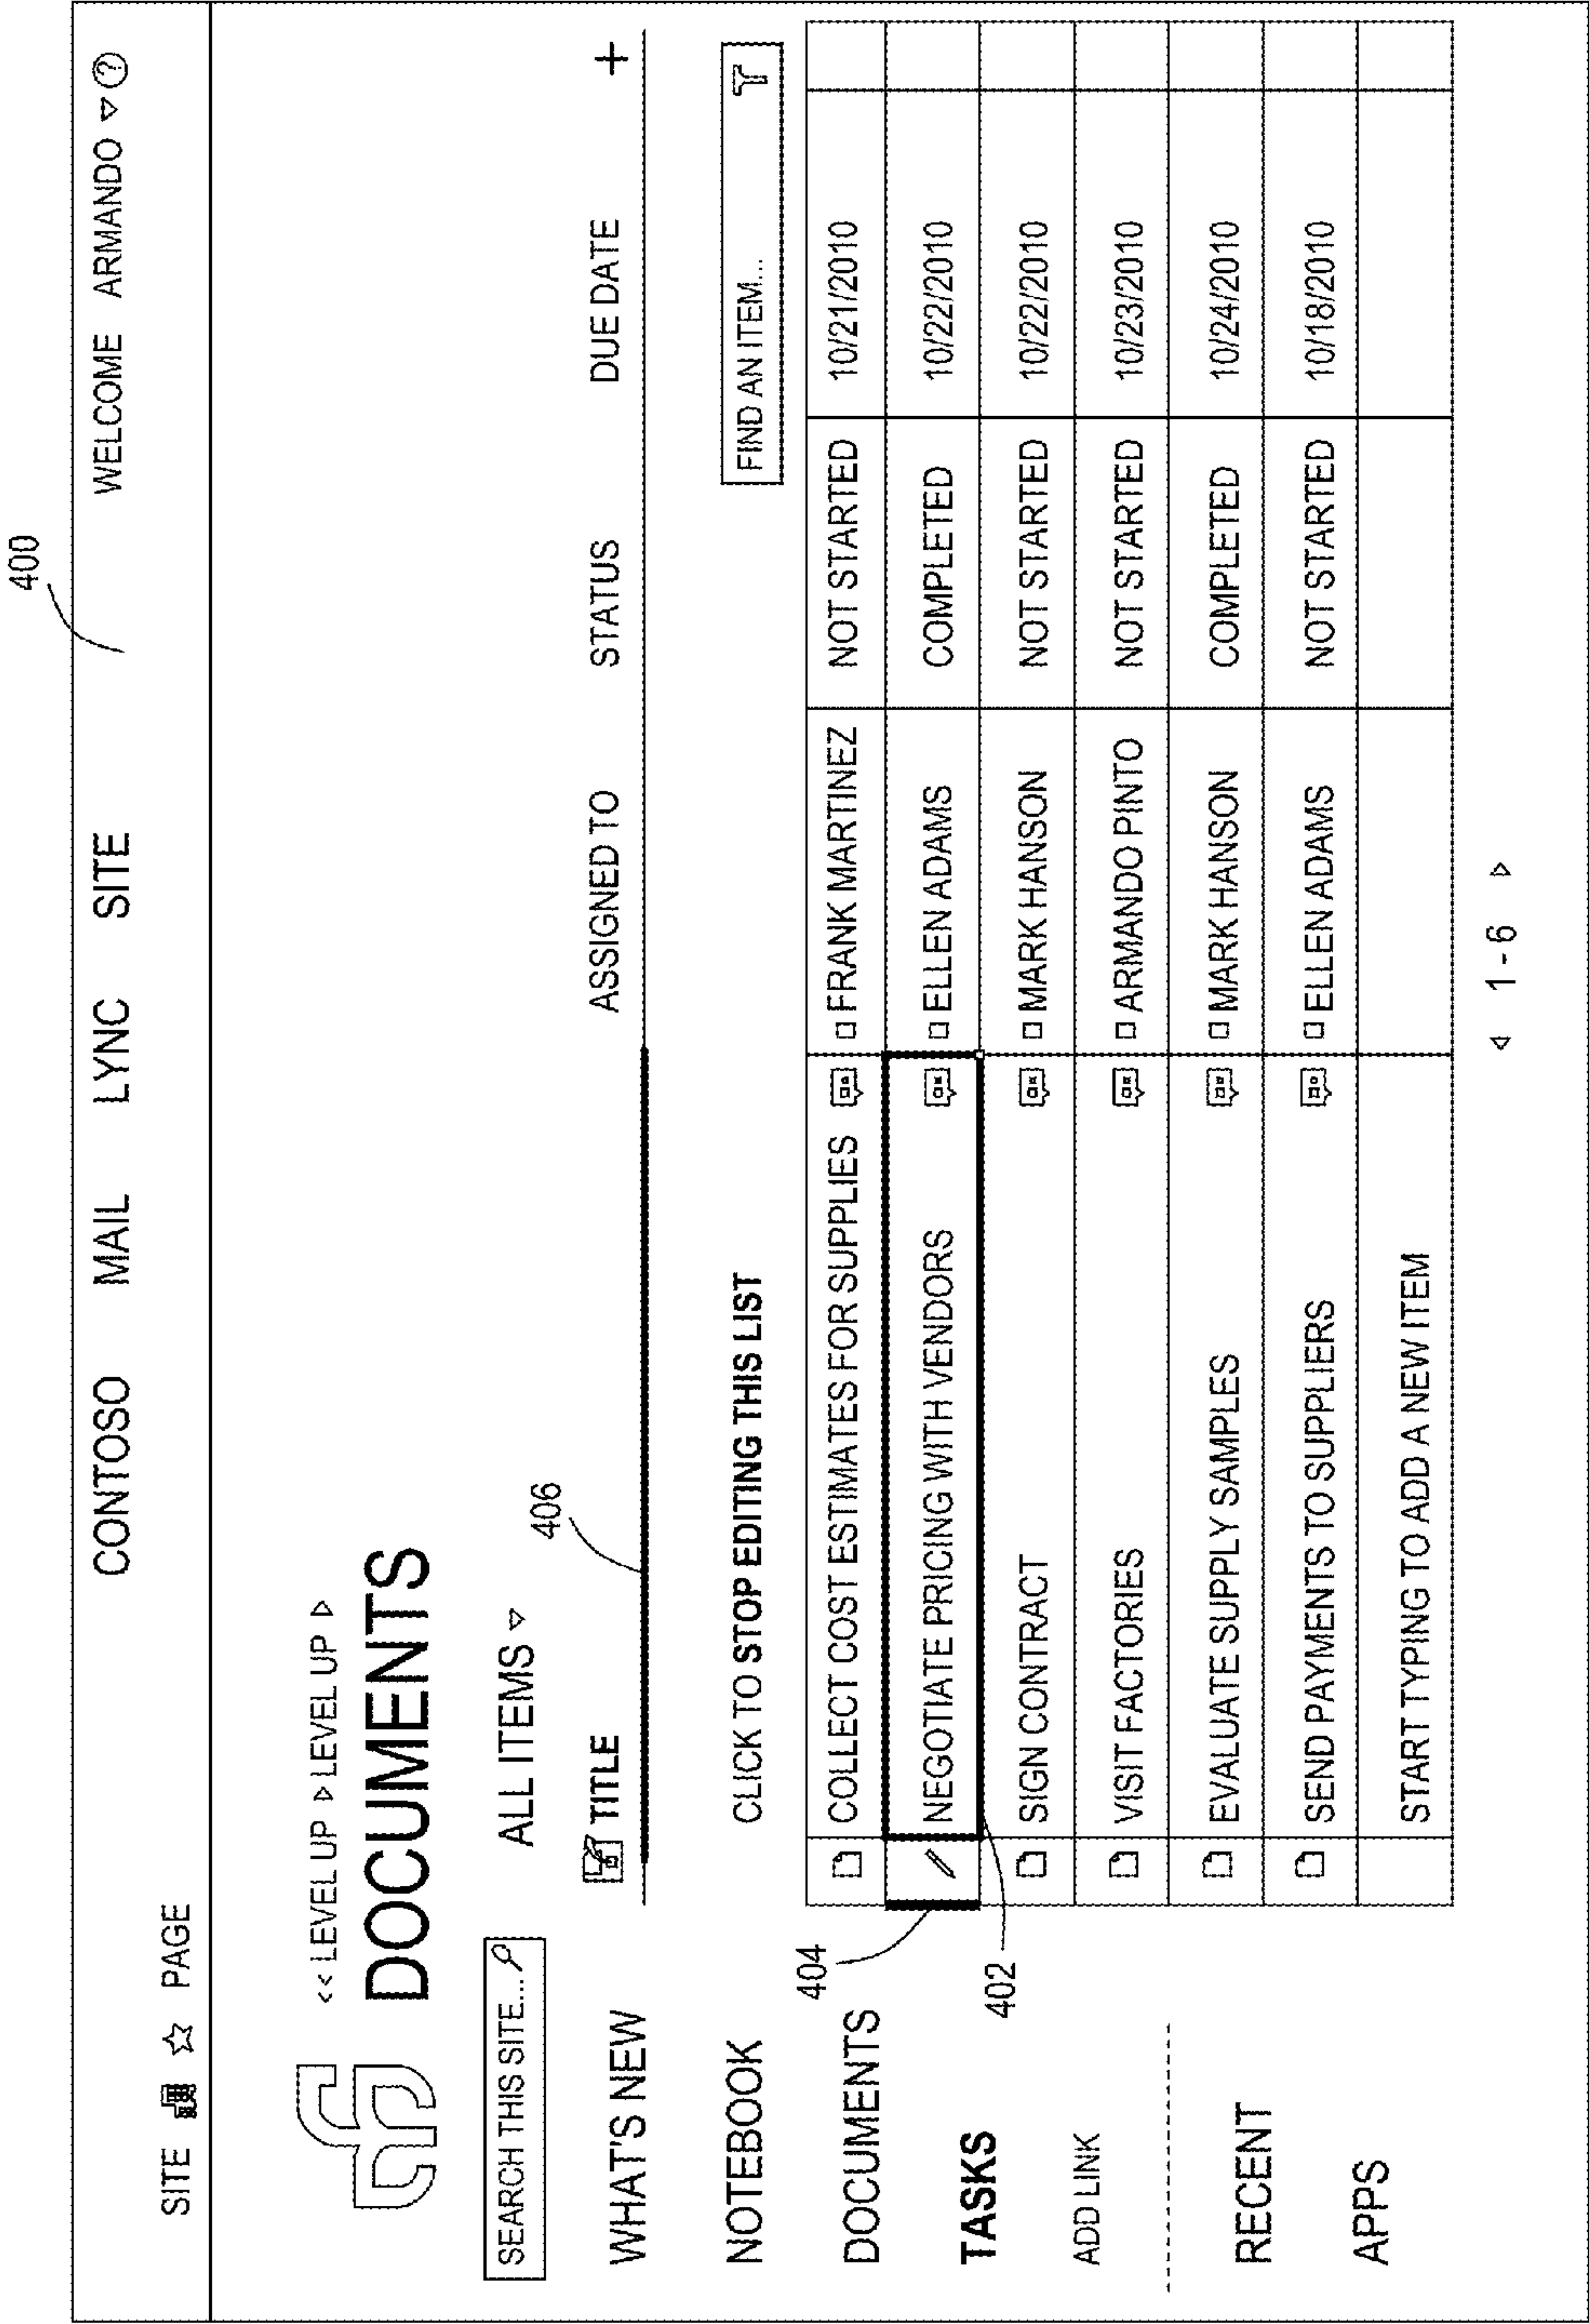 400
CONTOSO MAIL LYNC SITE WELCOME ARMANDO ?
SITE PAGE
<< LEVEL UP ▷ LEVEL UP ▷
DOCUMENTS
SEARCH THIS SITE... ALL ITEMS
406
WHAT'S NEW
NOTEBOOK
DOCUMENTS
TASKS
ADD LINK
RECENT
APPS
TITLE ASSIGNED TO STATUS DUE DATE +
CLICK TO STOP EDITING THIS LIST FIND AN ITEM...
COLLECT COST ESTIMATES FOR SUPPLIES FRANK MARTINEZ NOT STARTED 10/21/2010
404
NEGOTIATE PRICING WITH VENDORS ELLEN ADAMS COMPLETED 10/22/2010
402
SIGN CONTRACT MARK HANSON NOT STARTED 10/22/2010
VISIT FACTORIES ARMANDO PINTO NOT STARTED 10/23/2010
EVALUATE SUPPLY SAMPLES MARK HANSON COMPLETED 10/24/2010
SEND PAYMENTS TO SUPPLIERS ELLEN ADAMS NOT STARTED 10/18/2010
START TYPING TO ADD A NEW ITEM
◁ 1 - 6 ▷